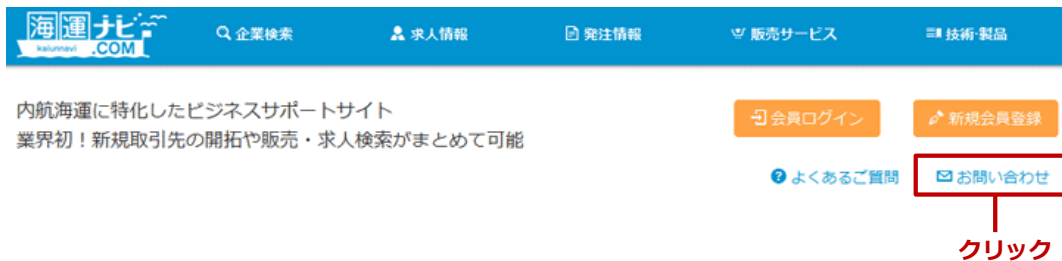 海運ナビ
kaiunnavi .COM
企業検索
求人情報
発注情報
販売サービス
技術・製品
内航海運に特化したビジネスサポートサイト
業界初！新規取引先の開拓や販売・求人検索がまとめて可能
会員ログイン
新規会員登録
よくあるご質問
お問い合わせ
クリック